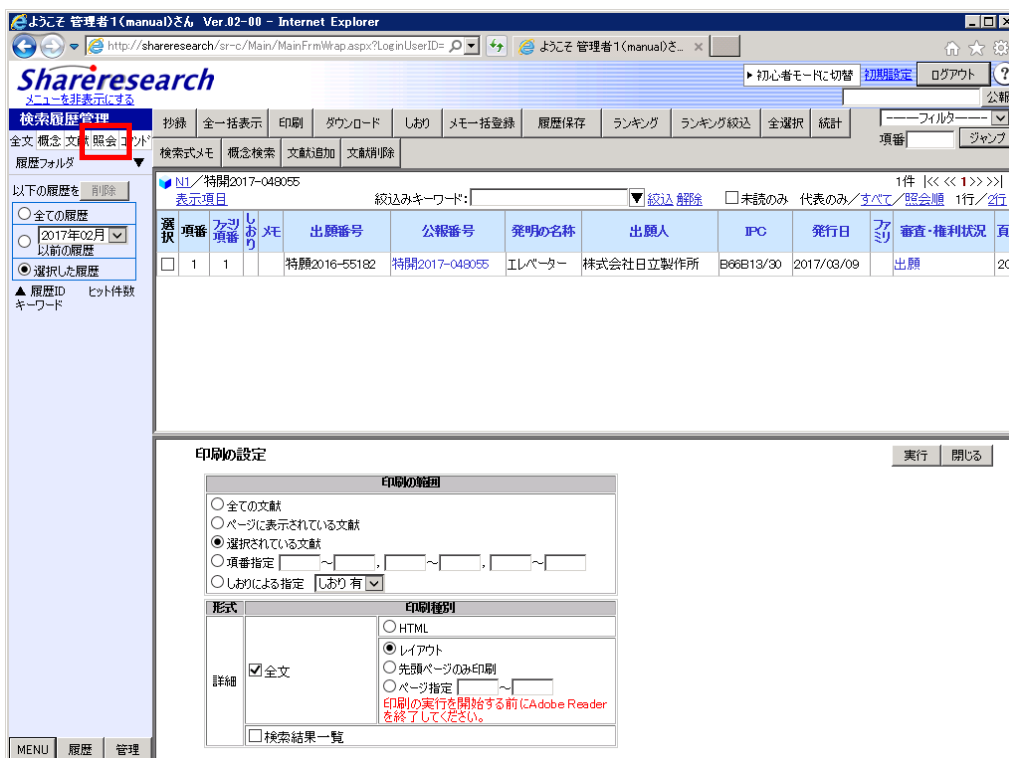 ようこそ 管理者1(manual)さん Ver.02-00 - Internet Explorer
http://shareresearch/sr-c/Main/MainFrmWrap.aspx?LoginUserID=
ようこそ 管理者1(manual)さ... ×
Shareresearch
▶初心者モードに切替 初期設定 ログアウト ?
メニューを非表示にする
公報
検索履歴管理
全文 概念 文献 照会 コマンド
履歴フォルダ ▼
抄録 全一括表示 印刷 ダウンロード しおり メモ一括登録 履歴保存 ランキング ランキング絞込 全選択 統計
----フィルタ----
検索式メモ 概念検索 文献追加 文献削除
項番 ジャンプ
以下の履歴を 削除
全ての履歴
2017年02月
以前の履歴
選択した履歴
▲ 履歴ID ヒット件数
キーワード
N1/特開2017-048055
1件 |<< << 1 >> >>|
表示項目 絞込みキーワード: ▼ 絞込 解除 未読のみ 代表のみ/すべて/照会順 1行/2行
選択 項番 ファミリ項番 しおり メモ 出願番号 公報番号 発明の名称 出願人 IPC 発行日 ファミリ 審査・権利状況 頁
1 1 特願2016-55182 特開2017-048055 エレベーター 株式会社日立製作所 B66B13/30 2017/03/09 出願 20
印刷の設定 実行 閉じる
印刷の範囲
全ての文献
ページに表示されている文献
選択されている文献
項番指定 ~ , ~ , ~
しおりによる指定 しおり 有
形式 印刷種別
詳細 全文
HTML
レイアウト
先頭ページのみ印刷
ページ指定 ~
印刷の実行を開始する前にAdobe Reader
を終了してください。
検索結果一覧
MENU 履歴 管理